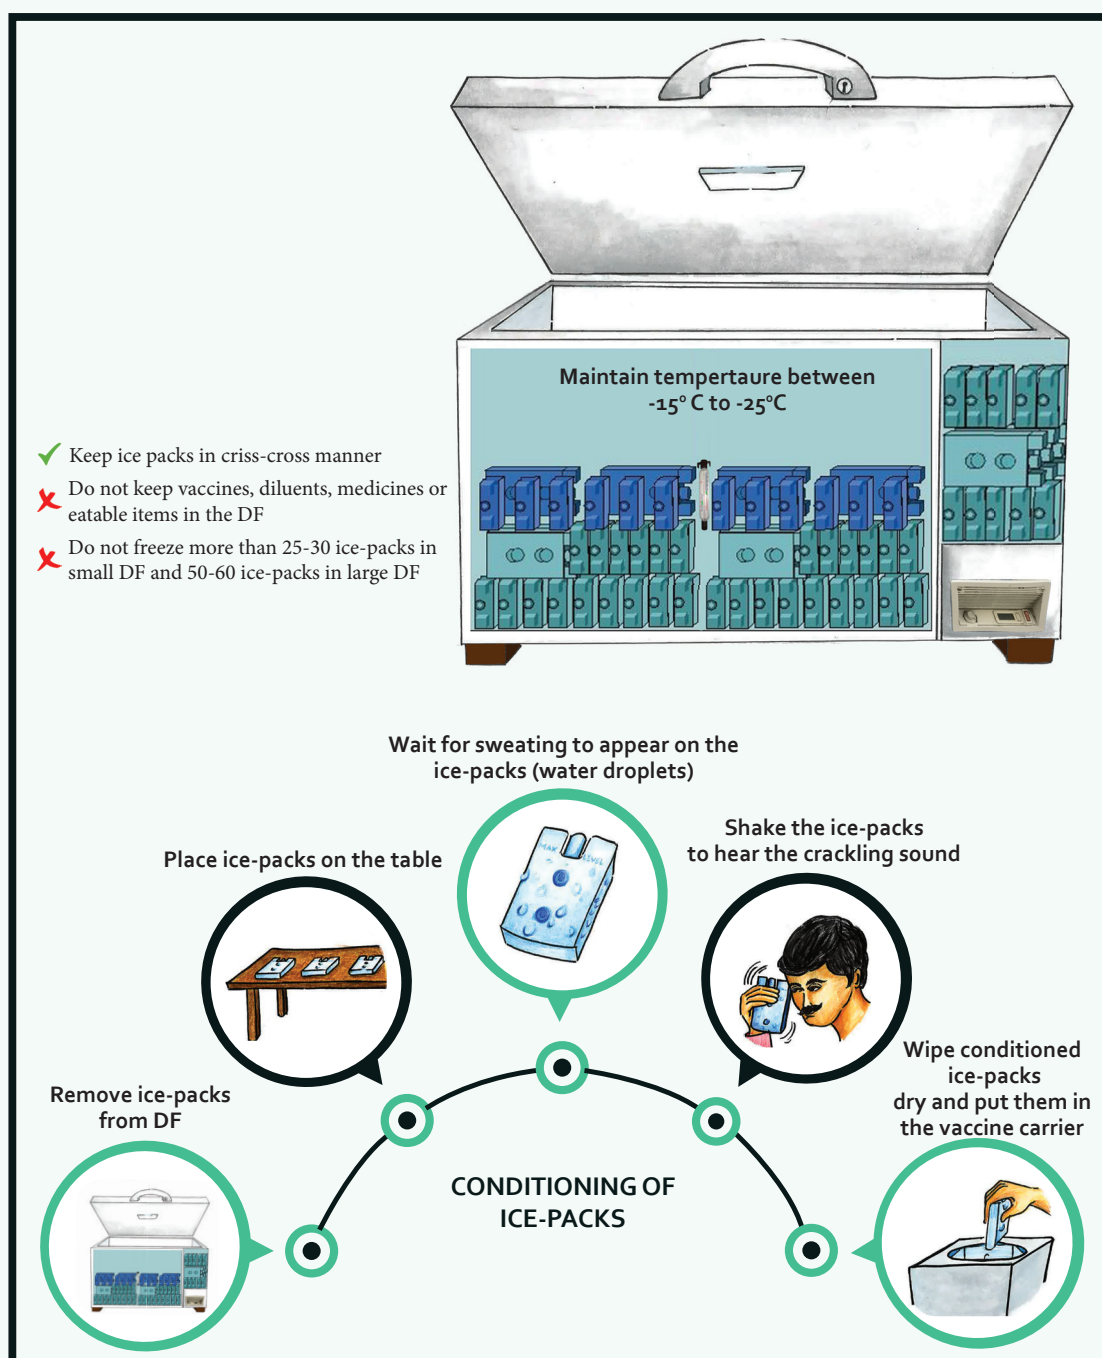 Maintain tempertaure between
-15° C to -25°C
Keep ice packs in criss-cross manner
Do not keep vaccines, diluents, medicines or
eatable items in the DF
Do not freeze more than 25-30 ice-packs in
small DF and 50-60 ice-packs in large DF
Wait for sweating to appear on the
ice-packs (water droplets)
MAX LEVEL
Place ice-packs on the table
Shake the ice-packs
to hear the crackling sound
Remove ice-packs
from DF
Wipe conditioned
ice-packs
dry and put them in
the vaccine carrier
CONDITIONING OF
ICE-PACKS